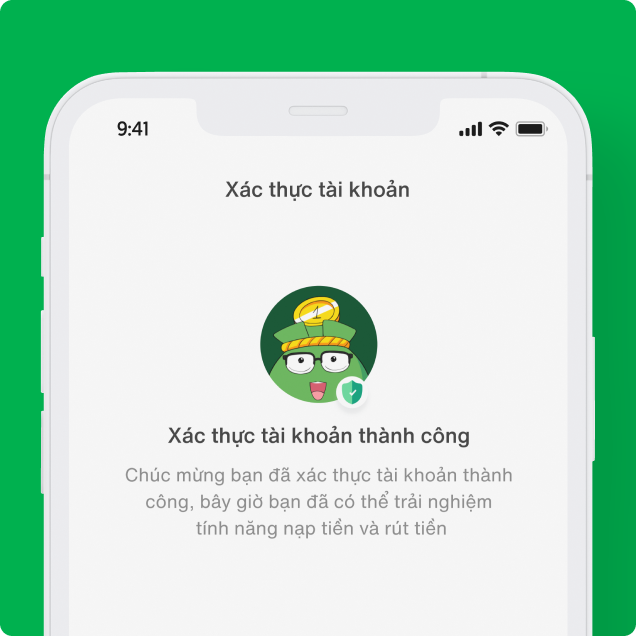 9:41
Xác thực tài khoản
1
Xác thực tài khoản thành công
Chúc mừng bạn đã xác thực tài khoản thành
công, bây giờ bạn đã có thể trải nghiệm
tính năng nạp tiền và rút tiền